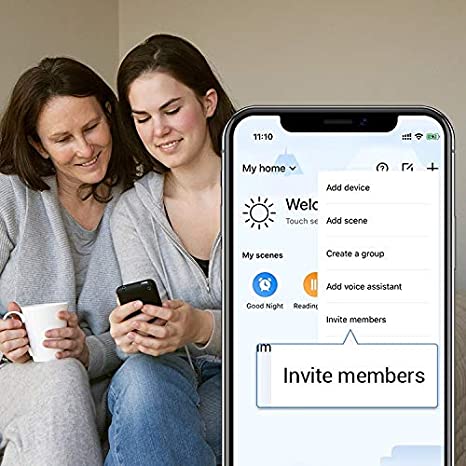 11:10
My home
Add device
Add scene
Create a group
Add voice assistant
Invite members
Welc
Touch se
My scenes
Good Night
Reading
Invite members